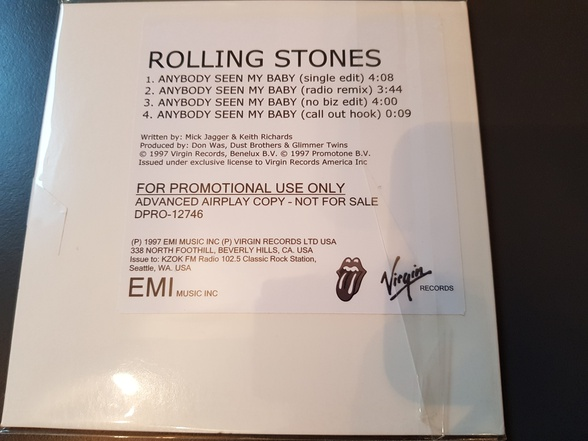 ROLLING STONES
1. ANYBODY SEEN MY BABY (single edit) 4:08
2. ANYBODY SEEN MY BABY (radio remix) 3:44
3. ANYBODY SEEN MY BABY (no biz edit) 4:00
4. ANYBODY SEEN MY BABY (call out hook) 0:09
Written by: Mick Jagger & Keith Richards
Produced by: Don Was, Dust Brothers & Glimmer Twins
© 1997 Virgin Records, Benelux B.V. © 1997 Promotone B.V.
Issued under exclusive license to Virgin Records America Inc
FOR PROMOTIONAL USE ONLY
ADVANCED AIRPLAY COPY - NOT FOR SALE
DPRO-12746
(P) 1997 EMI MUSIC INC (P) VIRGIN RECORDS LTD USA
338 NORTH FOOTHILL, BEVERLY HILLS, CA. USA
Issue to: KZOK FM Radio 102.5 Classic Rock Station,
Seattle, WA. USA
EMI MUSIC INC
Virgin RECORDS